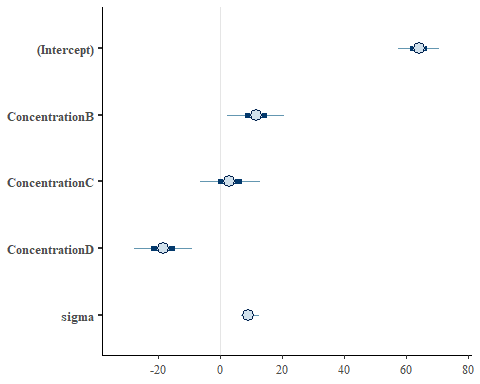 (Intercept)
ConcentrationB
ConcentrationC
ConcentrationD
sigma
-20 0 20 40 60 80